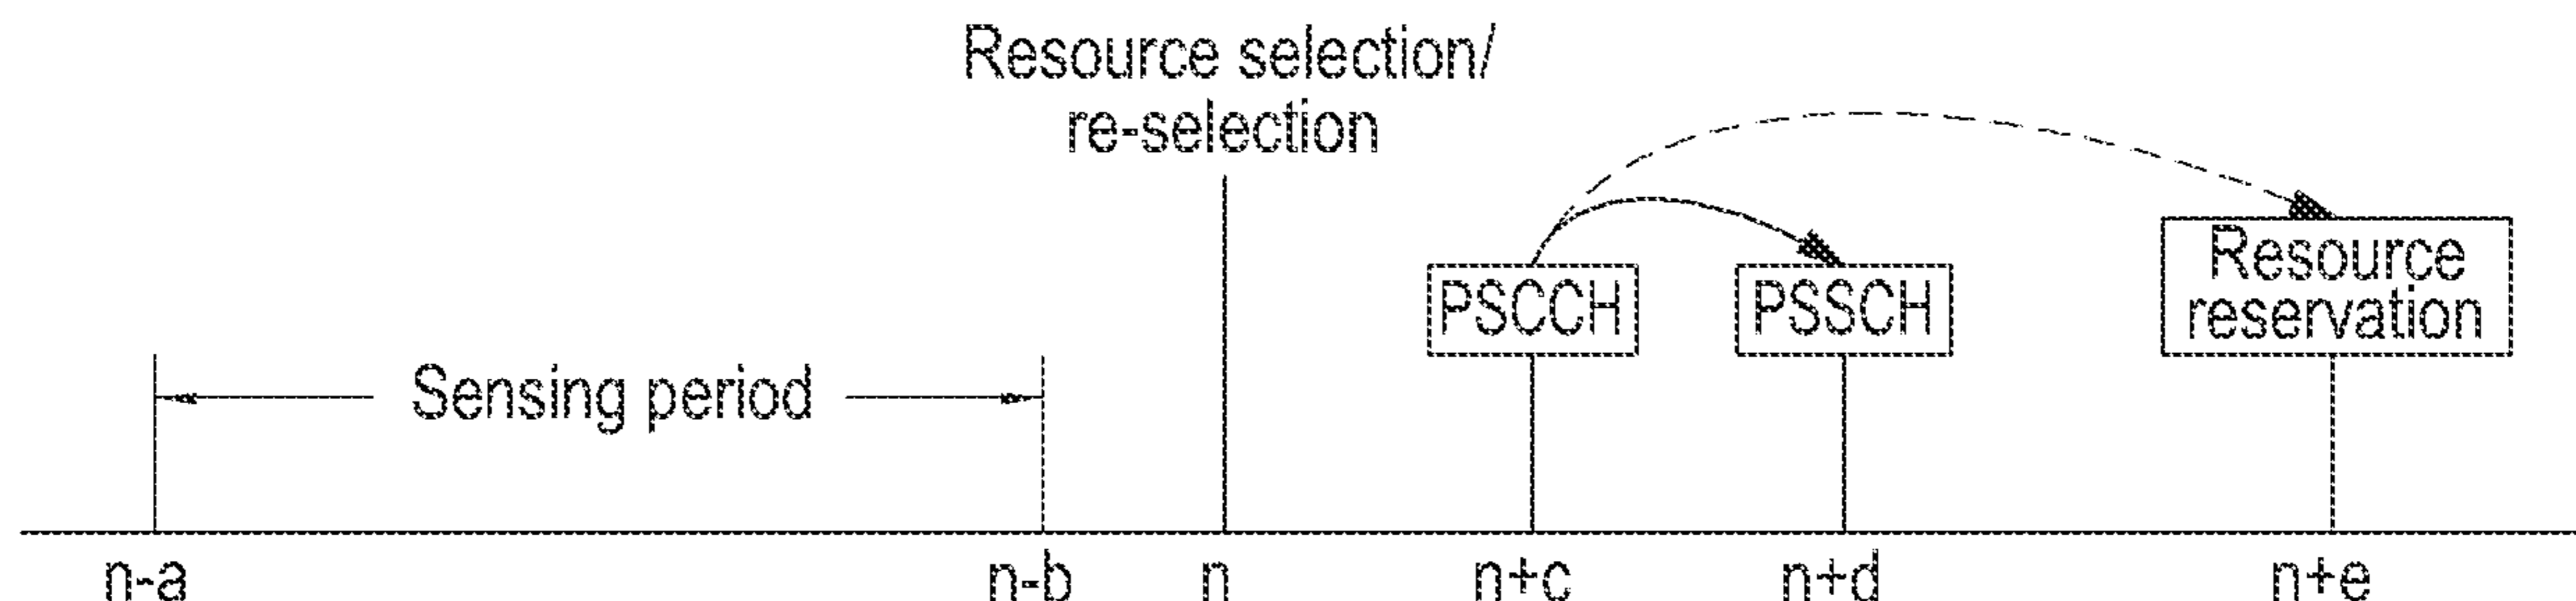 Resource selection/
re-selection
PSCCH
PSSCH
Resource
reservation
Sensing period
n-a
n-b
n
n+c
n+d
n+e